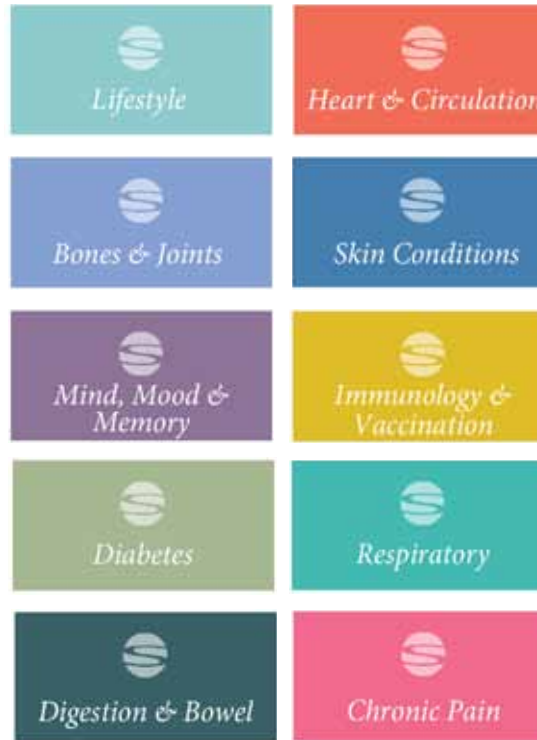 Lifestyle
Heart & Circulation
Bones & Joints
Skin Conditions
Mind, Mood &
Memory
Immunology &
Vaccination
Diabetes
Respiratory
Digestion & Bowel
Chronic Pain